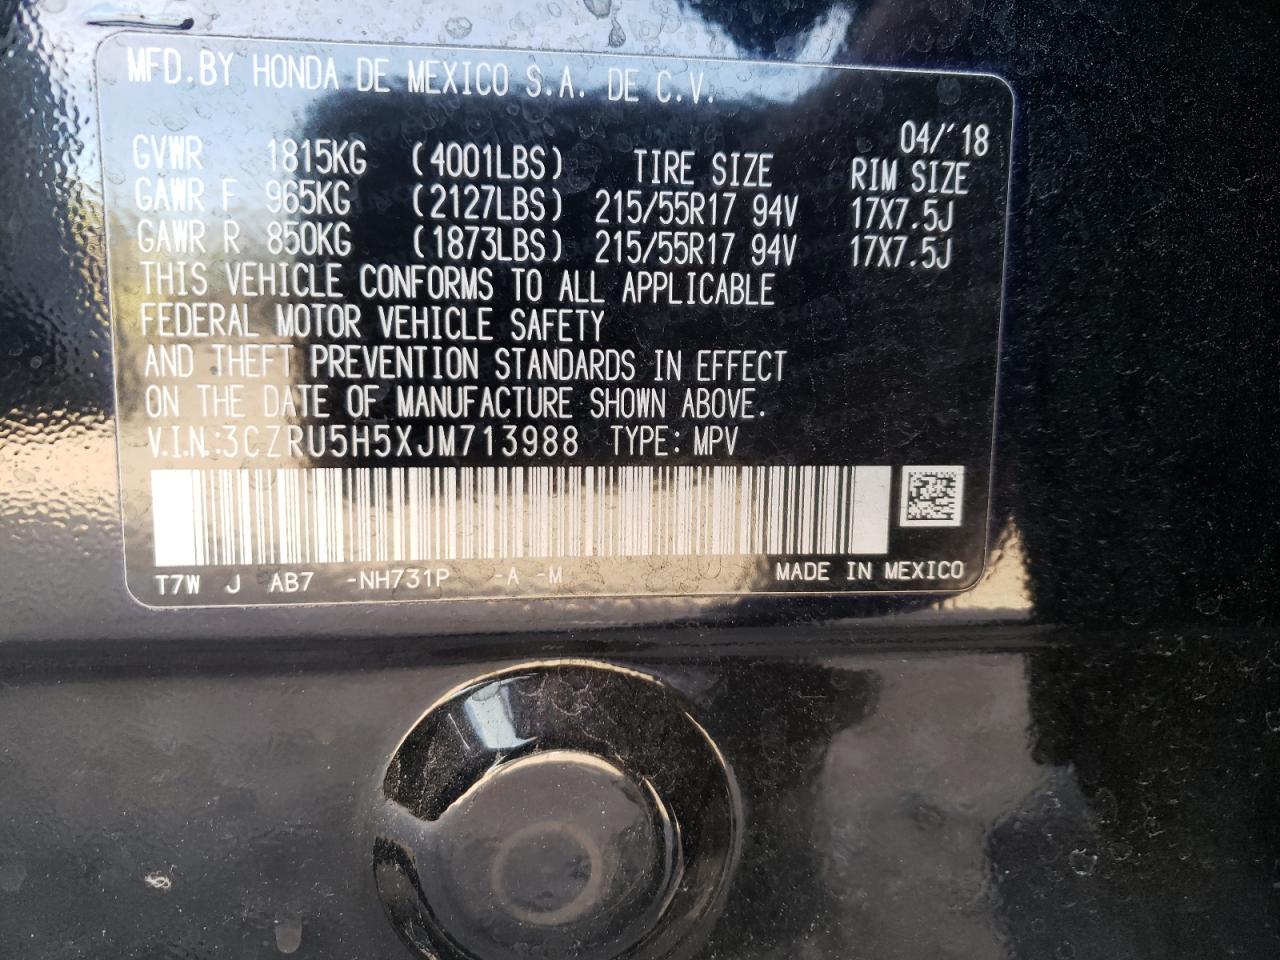 MFD.BY HONDA DE MEXICO S.A. DE C.V.
04/'18
GVWR 1815KG (4001LBS) TIRE SIZE RIM SIZE
GAWR F 965KG (2127LBS) 215/55R17 94V 17X7.5J
GAWR R 850KG (1873LBS) 215/55R17 94V 17X7.5J
THIS VEHICLE CONFORMS TO ALL APPLICABLE
FEDERAL MOTOR VEHICLE SAFETY
AND THEFT PREVENTION STANDARDS IN EFFECT
ON THE DATE OF MANUFACTURE SHOWN ABOVE.
V.I.N.:3CZRU5H5XJM713988 TYPE: MPV
T7W J AB7 -NH731P -A -M MADE IN MEXICO